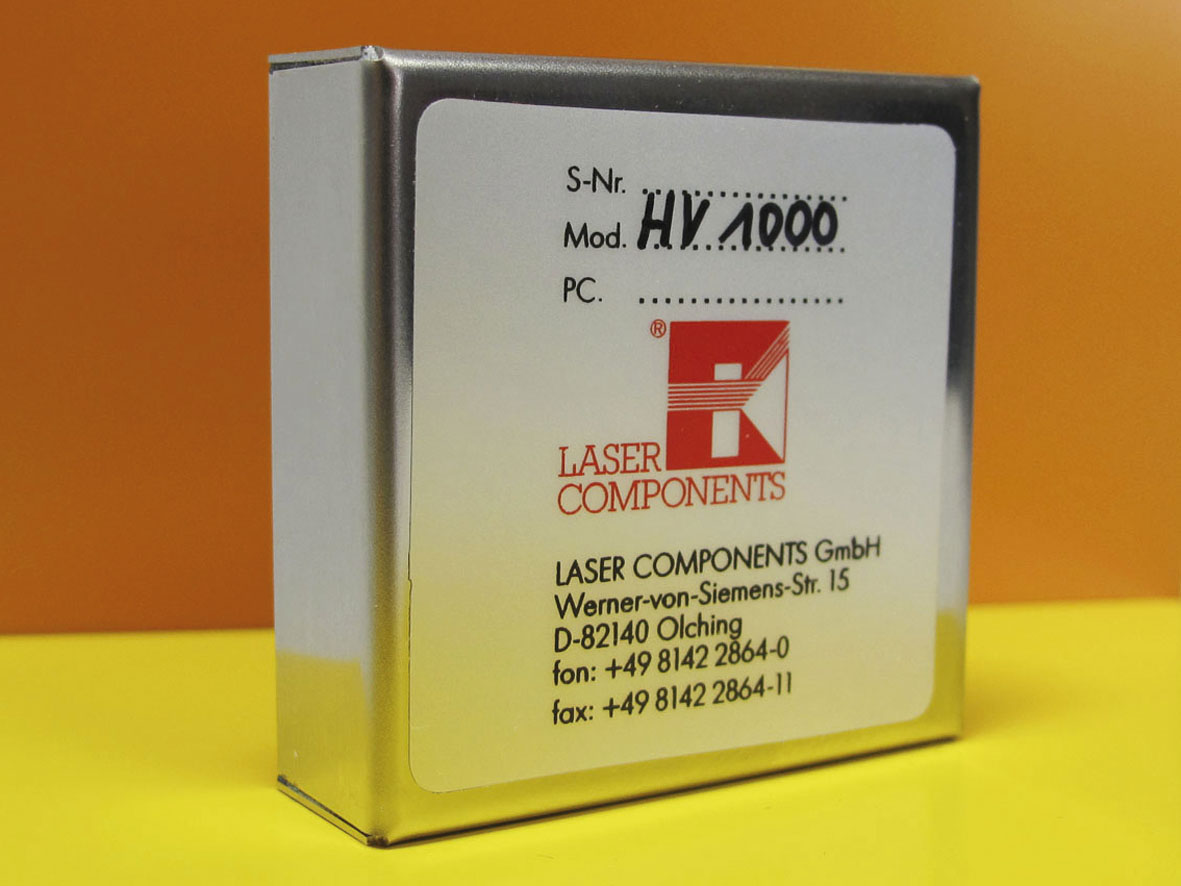 S-Nr. ....................
Mod. HV 1000
PC. ..................
®
LASER
COMPONENTS
LASER COMPONENTS GmbH
Werner-von-Siemens-Str. 15
D-82140 Olching
fon: +49 8142 2864-0
fax: +49 8142 2864-11